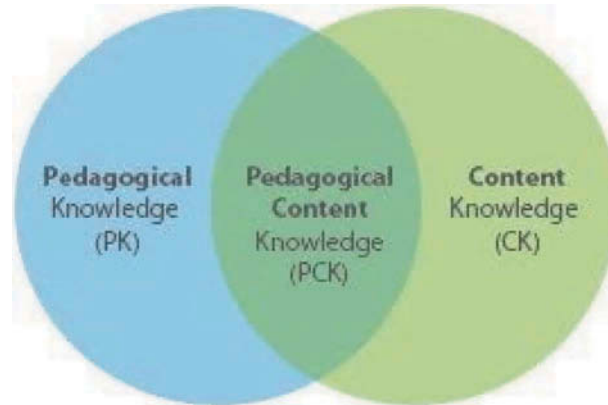 Pedagogical
Knowledge
(PK)
Pedagogical
Content
Knowledge
(PCK)
Content
Knowledge
(CK)